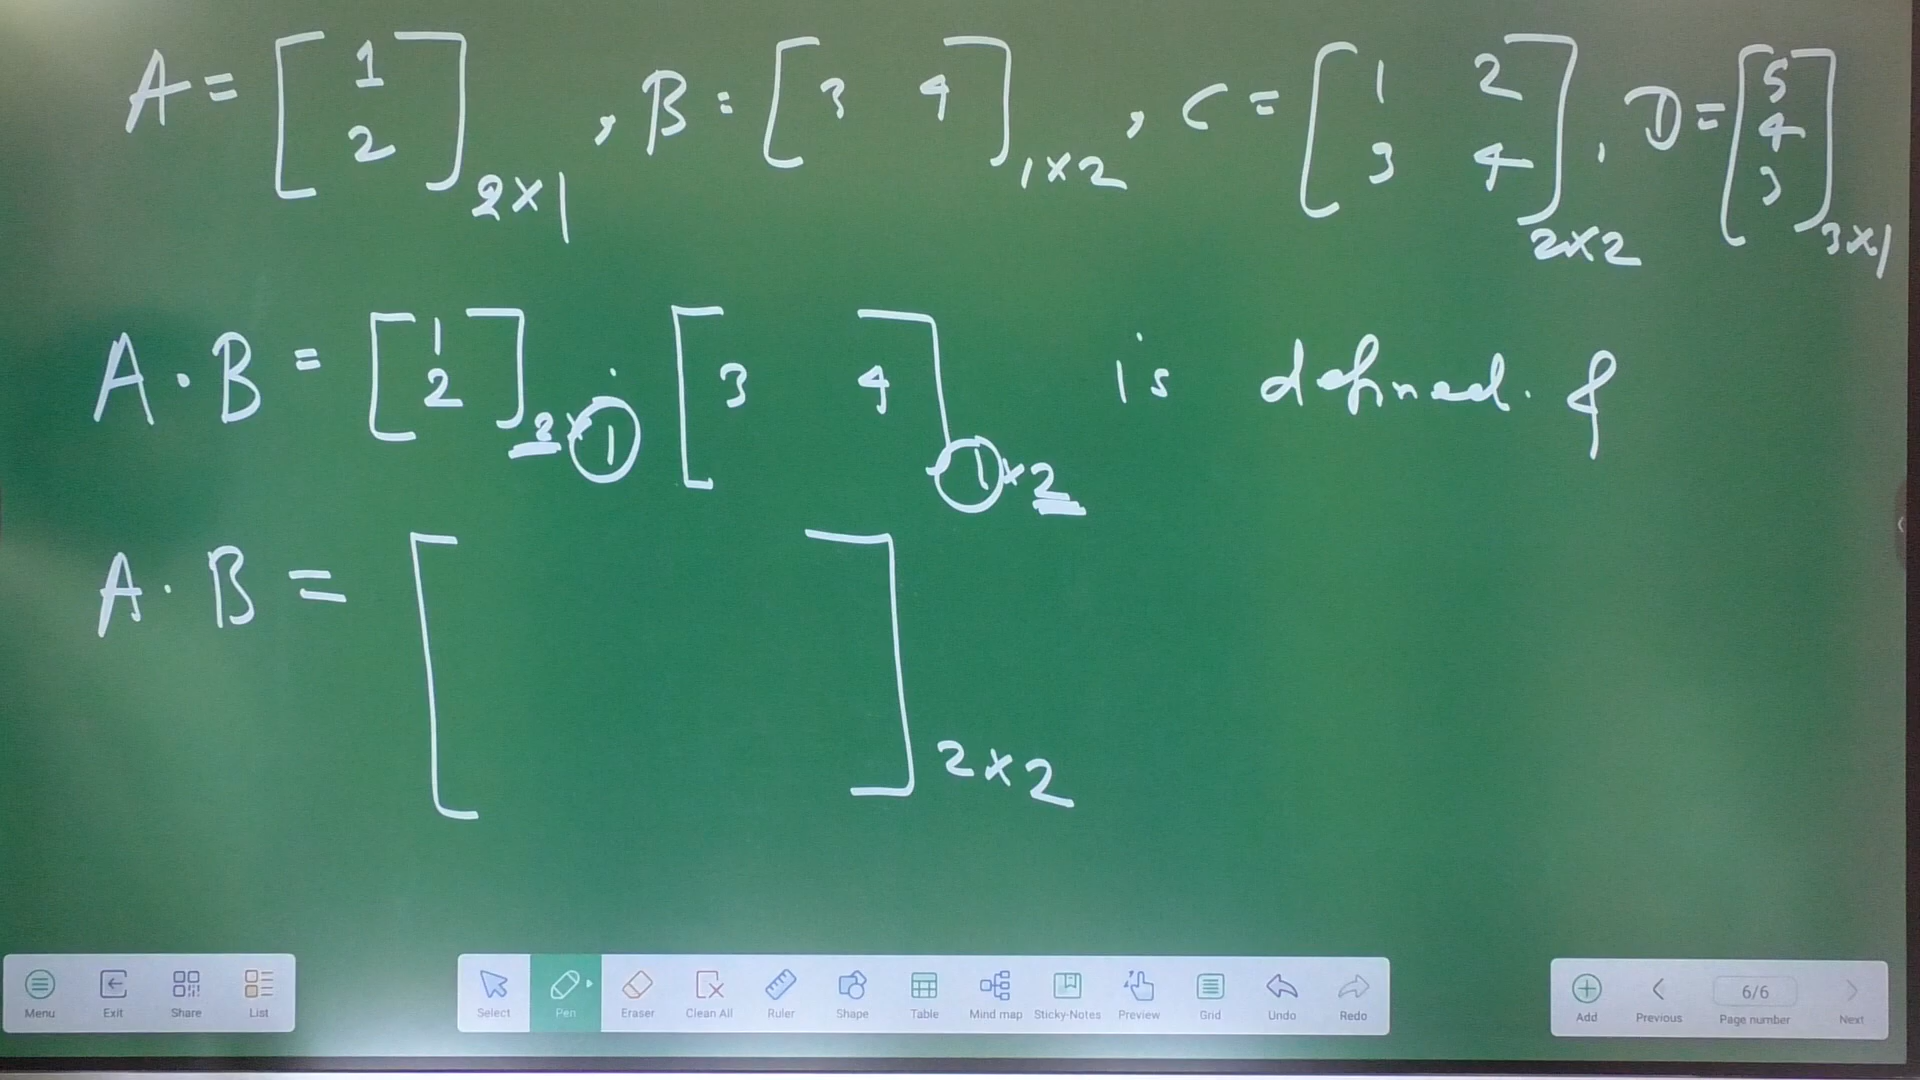 A = [ 1 2 ] 2×1 , B = [ 3 4 ] 1×2 , C = [ 1 2 3 4 ] 2×2 , D = [ 5 4 3 ] 3×1
A · B = [ 1 2 ] 2×1 · [ 3 4 ] 1×2 is defined. &
A · B = [ ] 2×2
Menu Exit Share List Select Pen Eraser Clean All Ruler Shape Table Mind map Sticky-Notes Preview Grid Undo Redo Add Previous 6/6 Page number Next